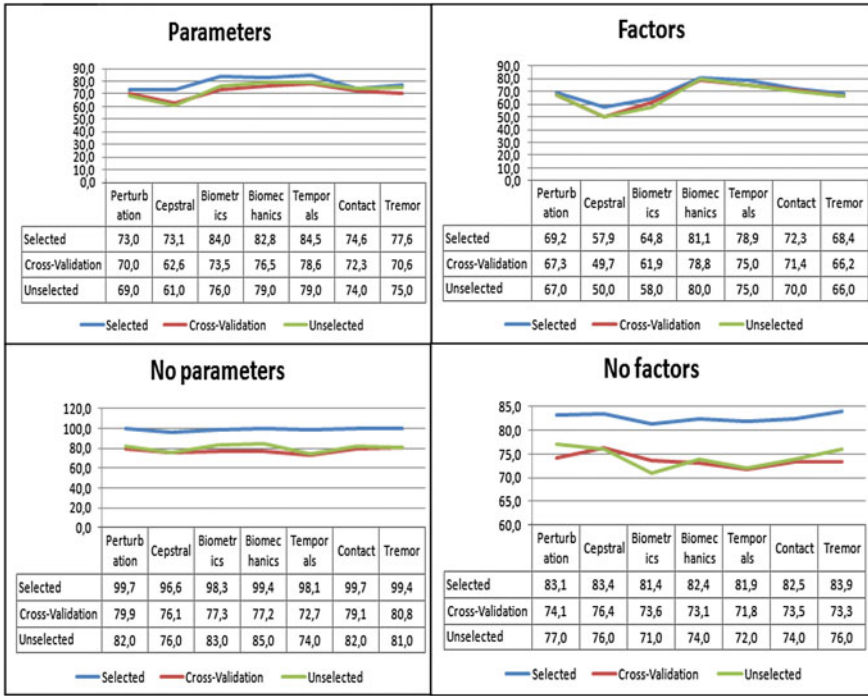 Parameters
90,0
80,0
70,0
60,0
50,0
40,0
30,0
20,0
10,0
0,0
Perturb ation Cepstral Biometr ics Biomec hanics Tempor als Contact Tremor
Selected 73,0 73,1 84,0 82,8 84,5 74,6 77,6
Cross-Validation 70,0 62,6 73,5 76,5 78,6 72,3 70,6
Unselected 69,0 61,0 76,0 79,0 79,0 74,0 75,0
Selected Cross-Validation Unselected
Factors
90,0
80,0
70,0
60,0
50,0
40,0
30,0
20,0
10,0
0,0
Perturb ation Cepstral Biometr ics Biomec hanics Tempor als Contact Tremor
Selected 69,2 57,9 64,8 81,1 78,9 72,3 68,4
Cross-Validation 67,3 49,7 61,9 78,8 75,0 71,4 66,2
Unselected 67,0 50,0 58,0 80,0 75,0 70,0 66,0
Selected Cross-Validation Unselected
No parameters
120,0
100,0
80,0
60,0
40,0
20,0
0,0
Perturb ation Cepstral Biometr ics Biomec hanics Tempor als Contact Tremor
Selected 99,7 96,6 98,3 99,4 98,1 99,7 99,4
Cross-Validation 79,9 76,1 77,3 77,2 72,7 79,1 80,8
Unselected 82,0 76,0 83,0 85,0 74,0 82,0 81,0
Selected Cross-Validation Unselected
No factors
85,0
80,0
75,0
70,0
65,0
60,0
Perturb ation Cepstral Biometr ics Biomec hanics Tempor als Contact Tremor
Selected 83,1 83,4 81,4 82,4 81,9 82,5 83,9
Cross-Validation 74,1 76,4 73,6 73,1 71,8 73,5 73,3
Unselected 77,0 76,0 71,0 74,0 72,0 74,0 76,0
Selected Cross-Validation Unselected